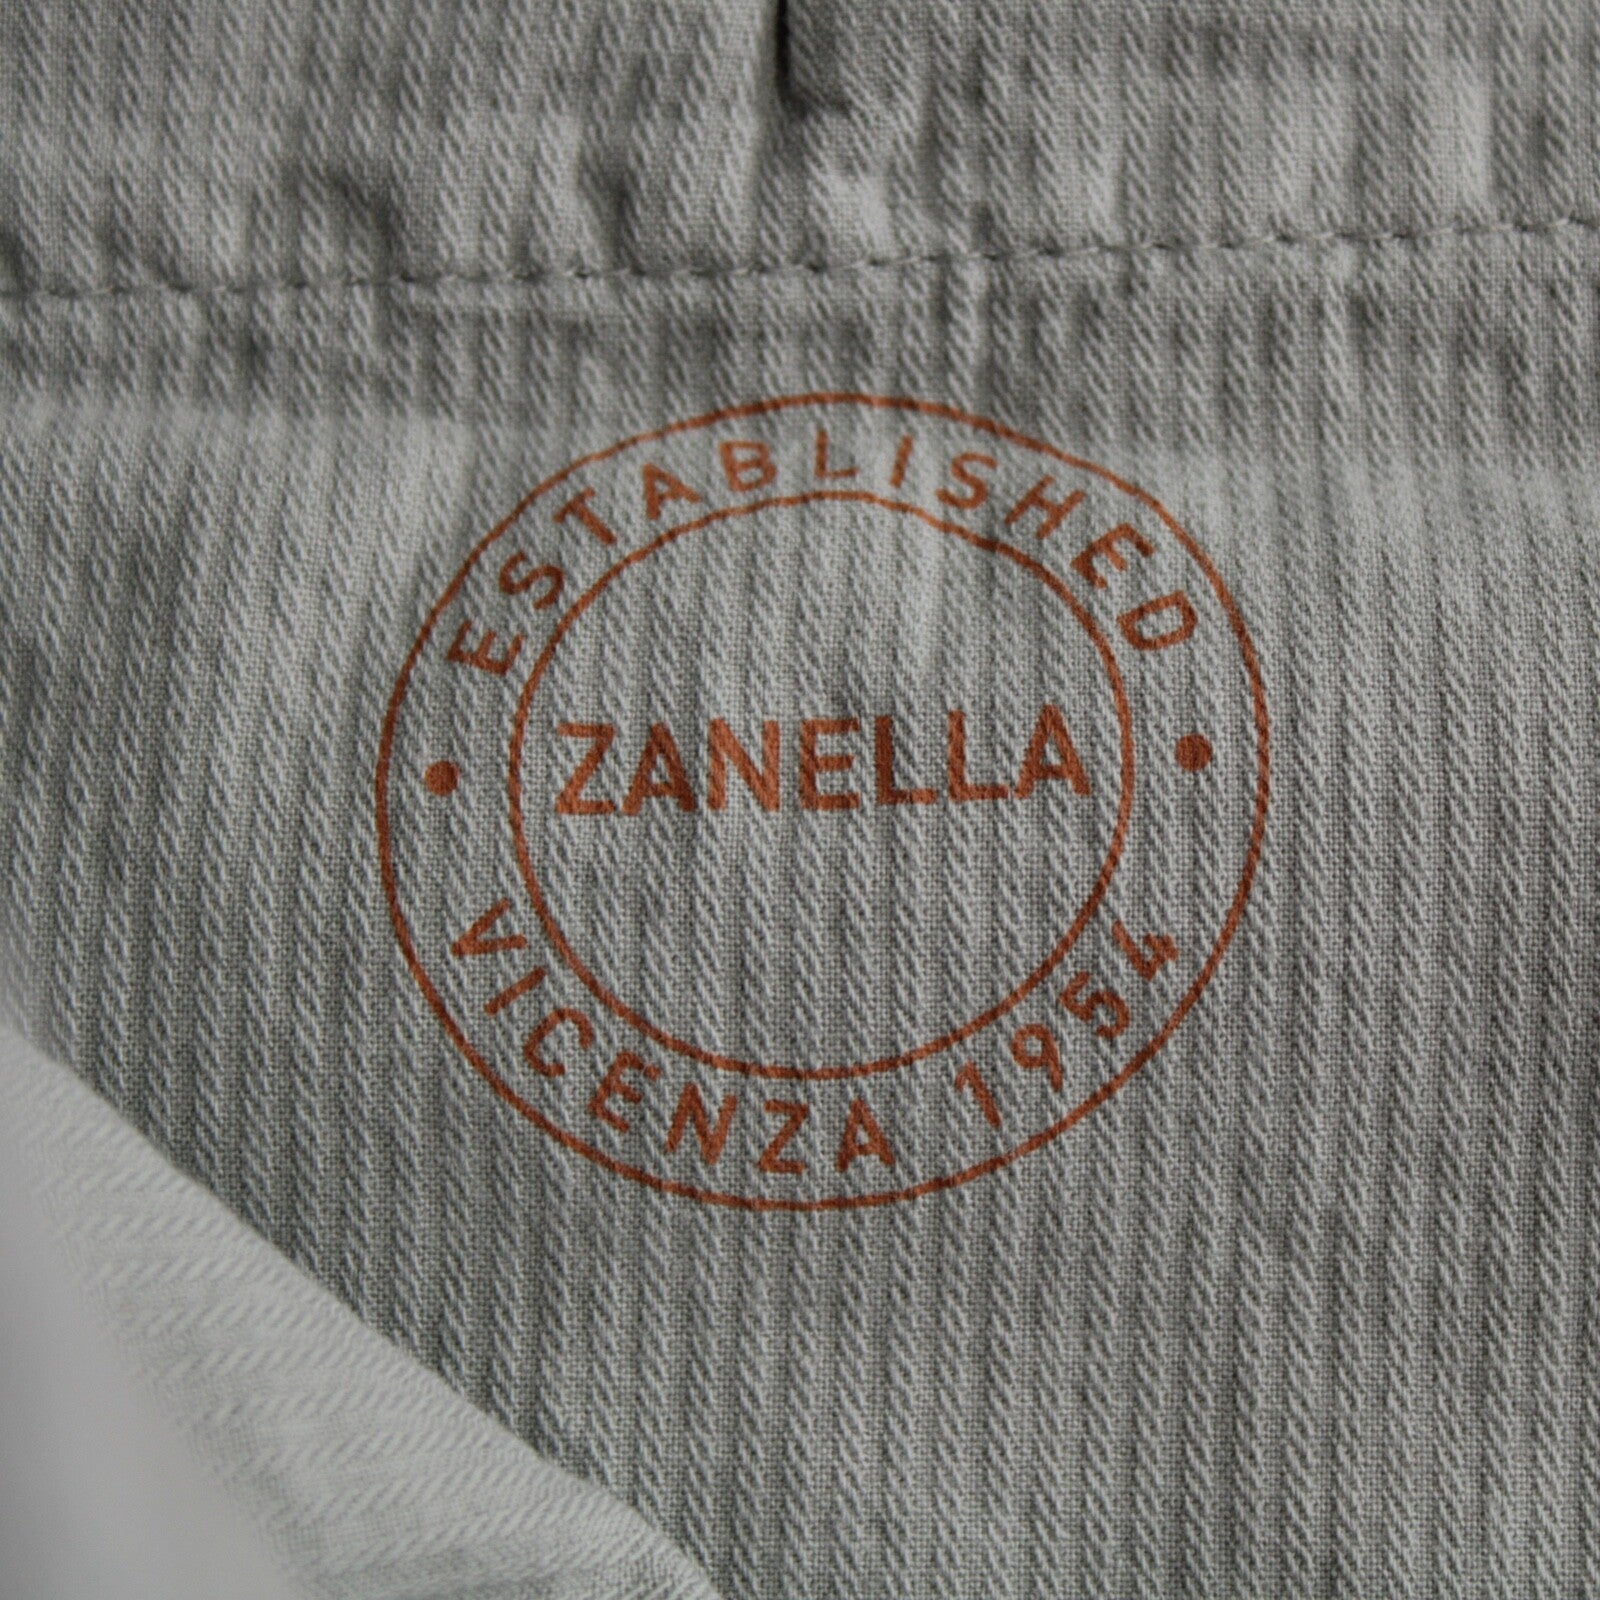 ESTABLISHED
ZANELLA
VICENZA 1954